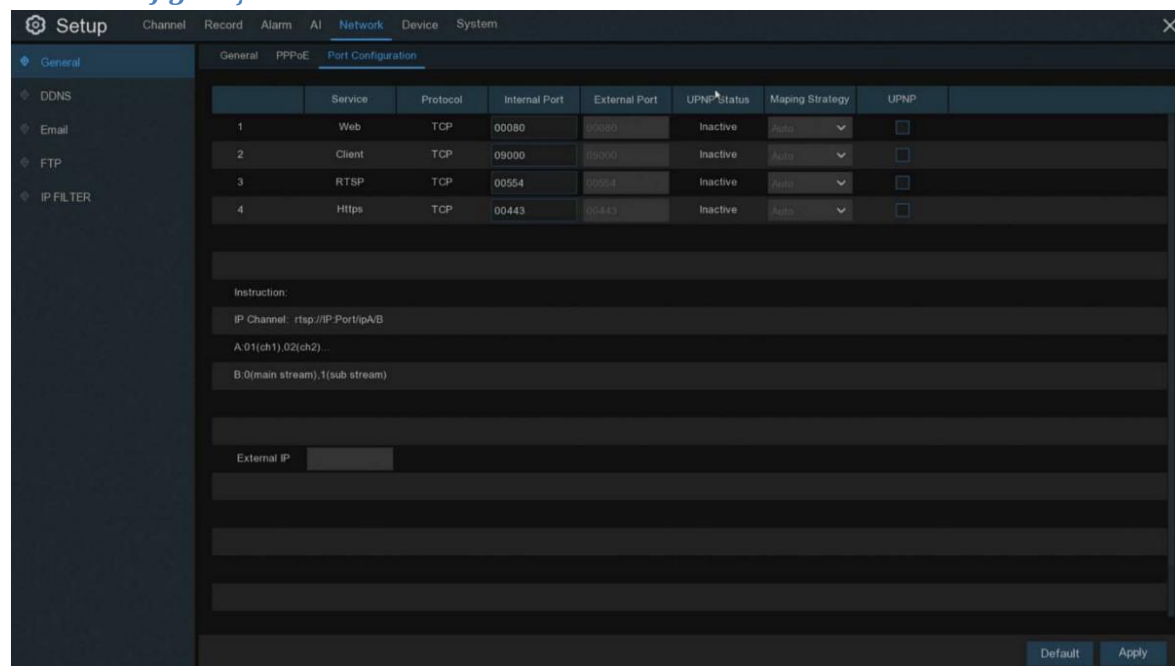 Setup Channel Record Alarm AI Network Device System
General PPPoE Port Configuration
General
DDNS
Email
FTP
IP FILTER
Service Protocol Internal Port External Port UPNP Status Maping Strategy UPNP
1 Web TCP 00080 00080 Inactive Auto
2 Client TCP 09000 09000 Inactive Auto
3 RTSP TCP 00554 00554 Inactive Auto
4 Https TCP 00443 00443 Inactive Auto
Instruction:
IP Channel: rtsp://IP:Port/ipA/B
A:01(ch1),02(ch2)...
B:0(main stream),1(sub stream)
External IP
Default Apply